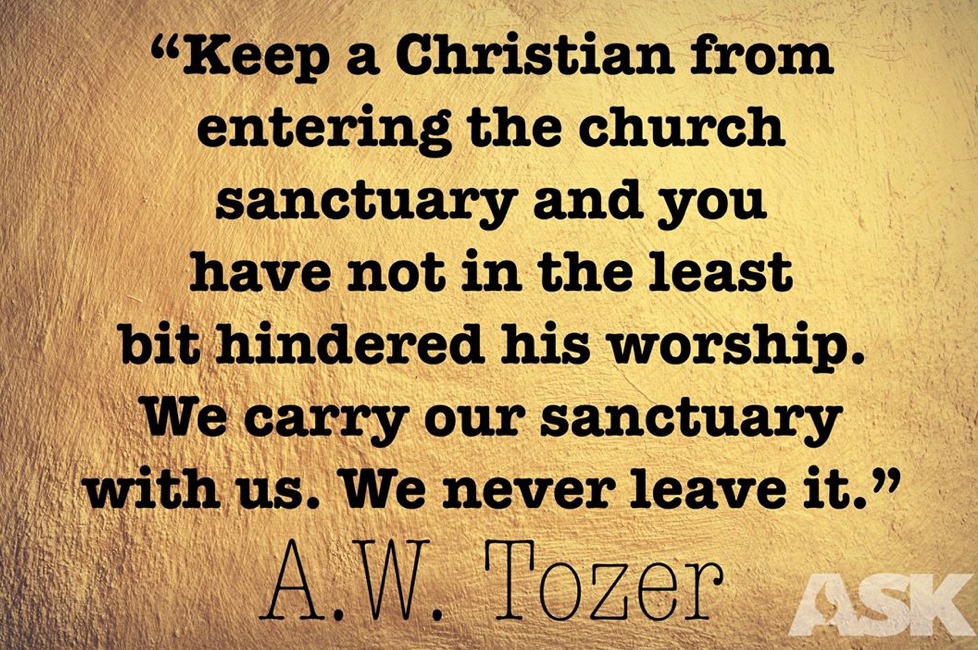 “Keep a Christian from
entering the church
sanctuary and you
have not in the least
bit hindered his worship.
We carry our sanctuary
with us. We never leave it.”
A.W. Tozer
ASK